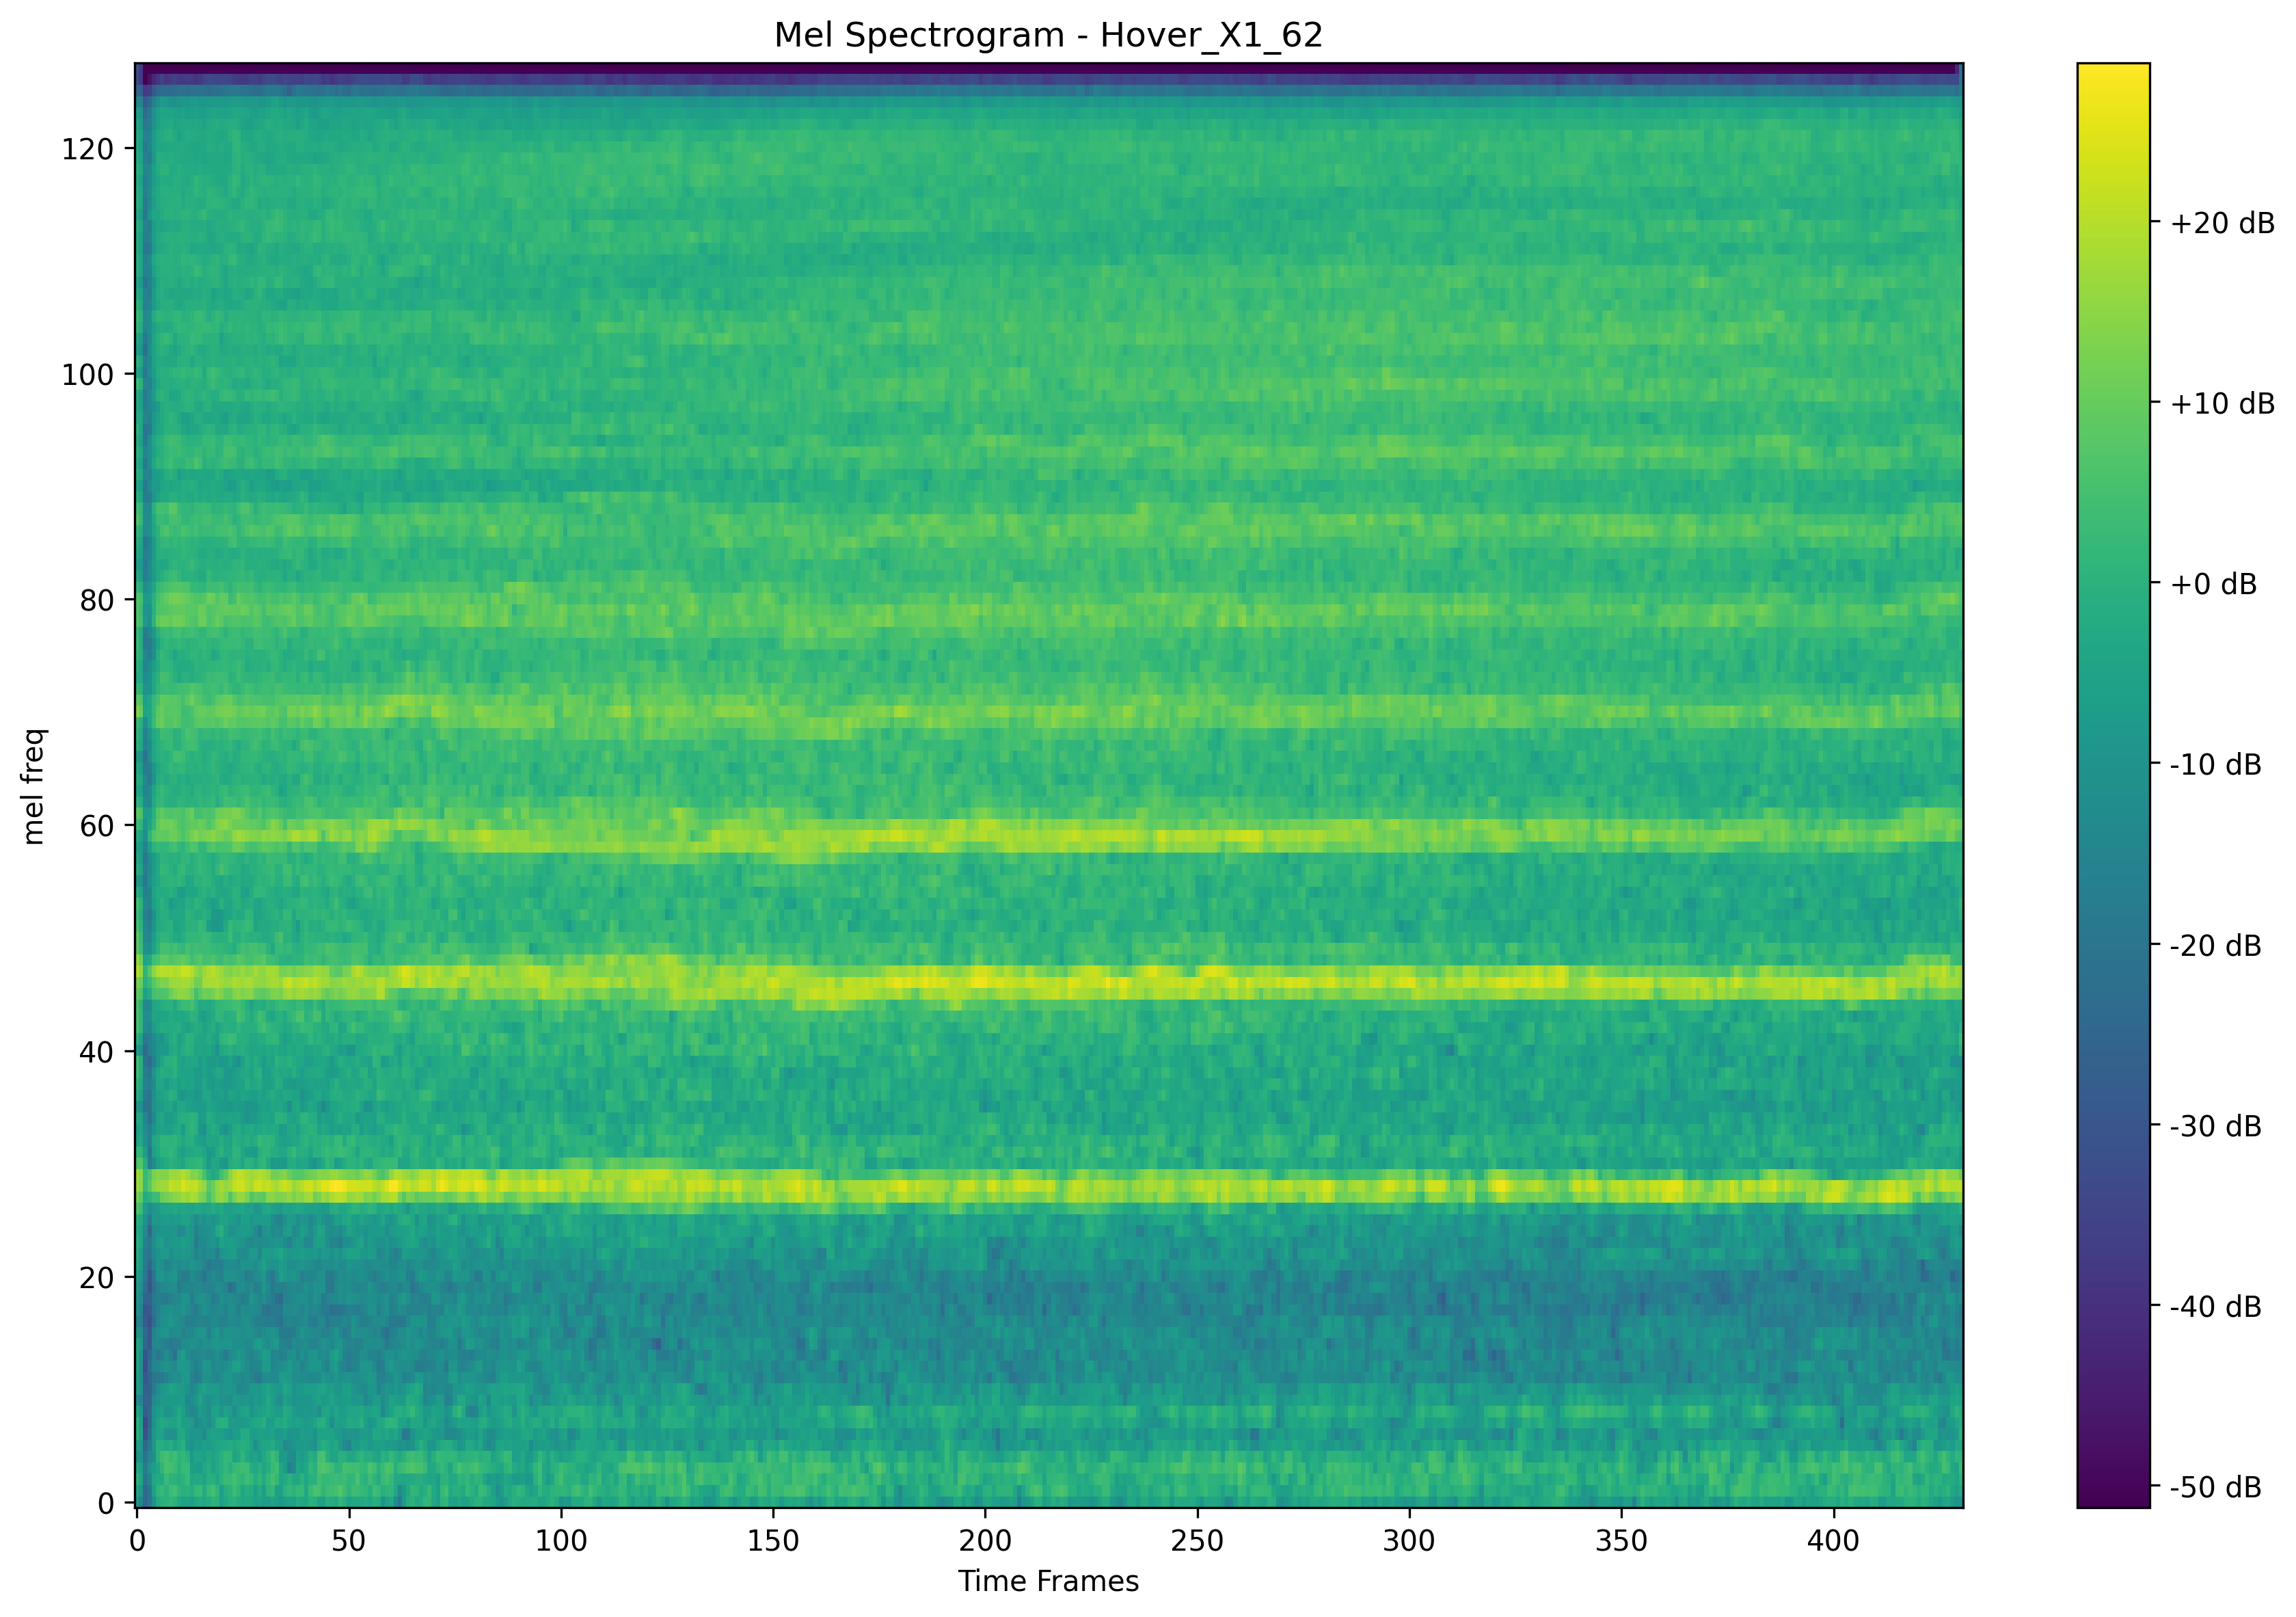 Mel Spectrogram - Hover_X1_62
mel freq
120
100
80
60
40
20
0
0 50 100 150 200 250 300 350 400
Time Frames
+20 dB
+10 dB
+0 dB
-10 dB
-20 dB
-30 dB
-40 dB
-50 dB